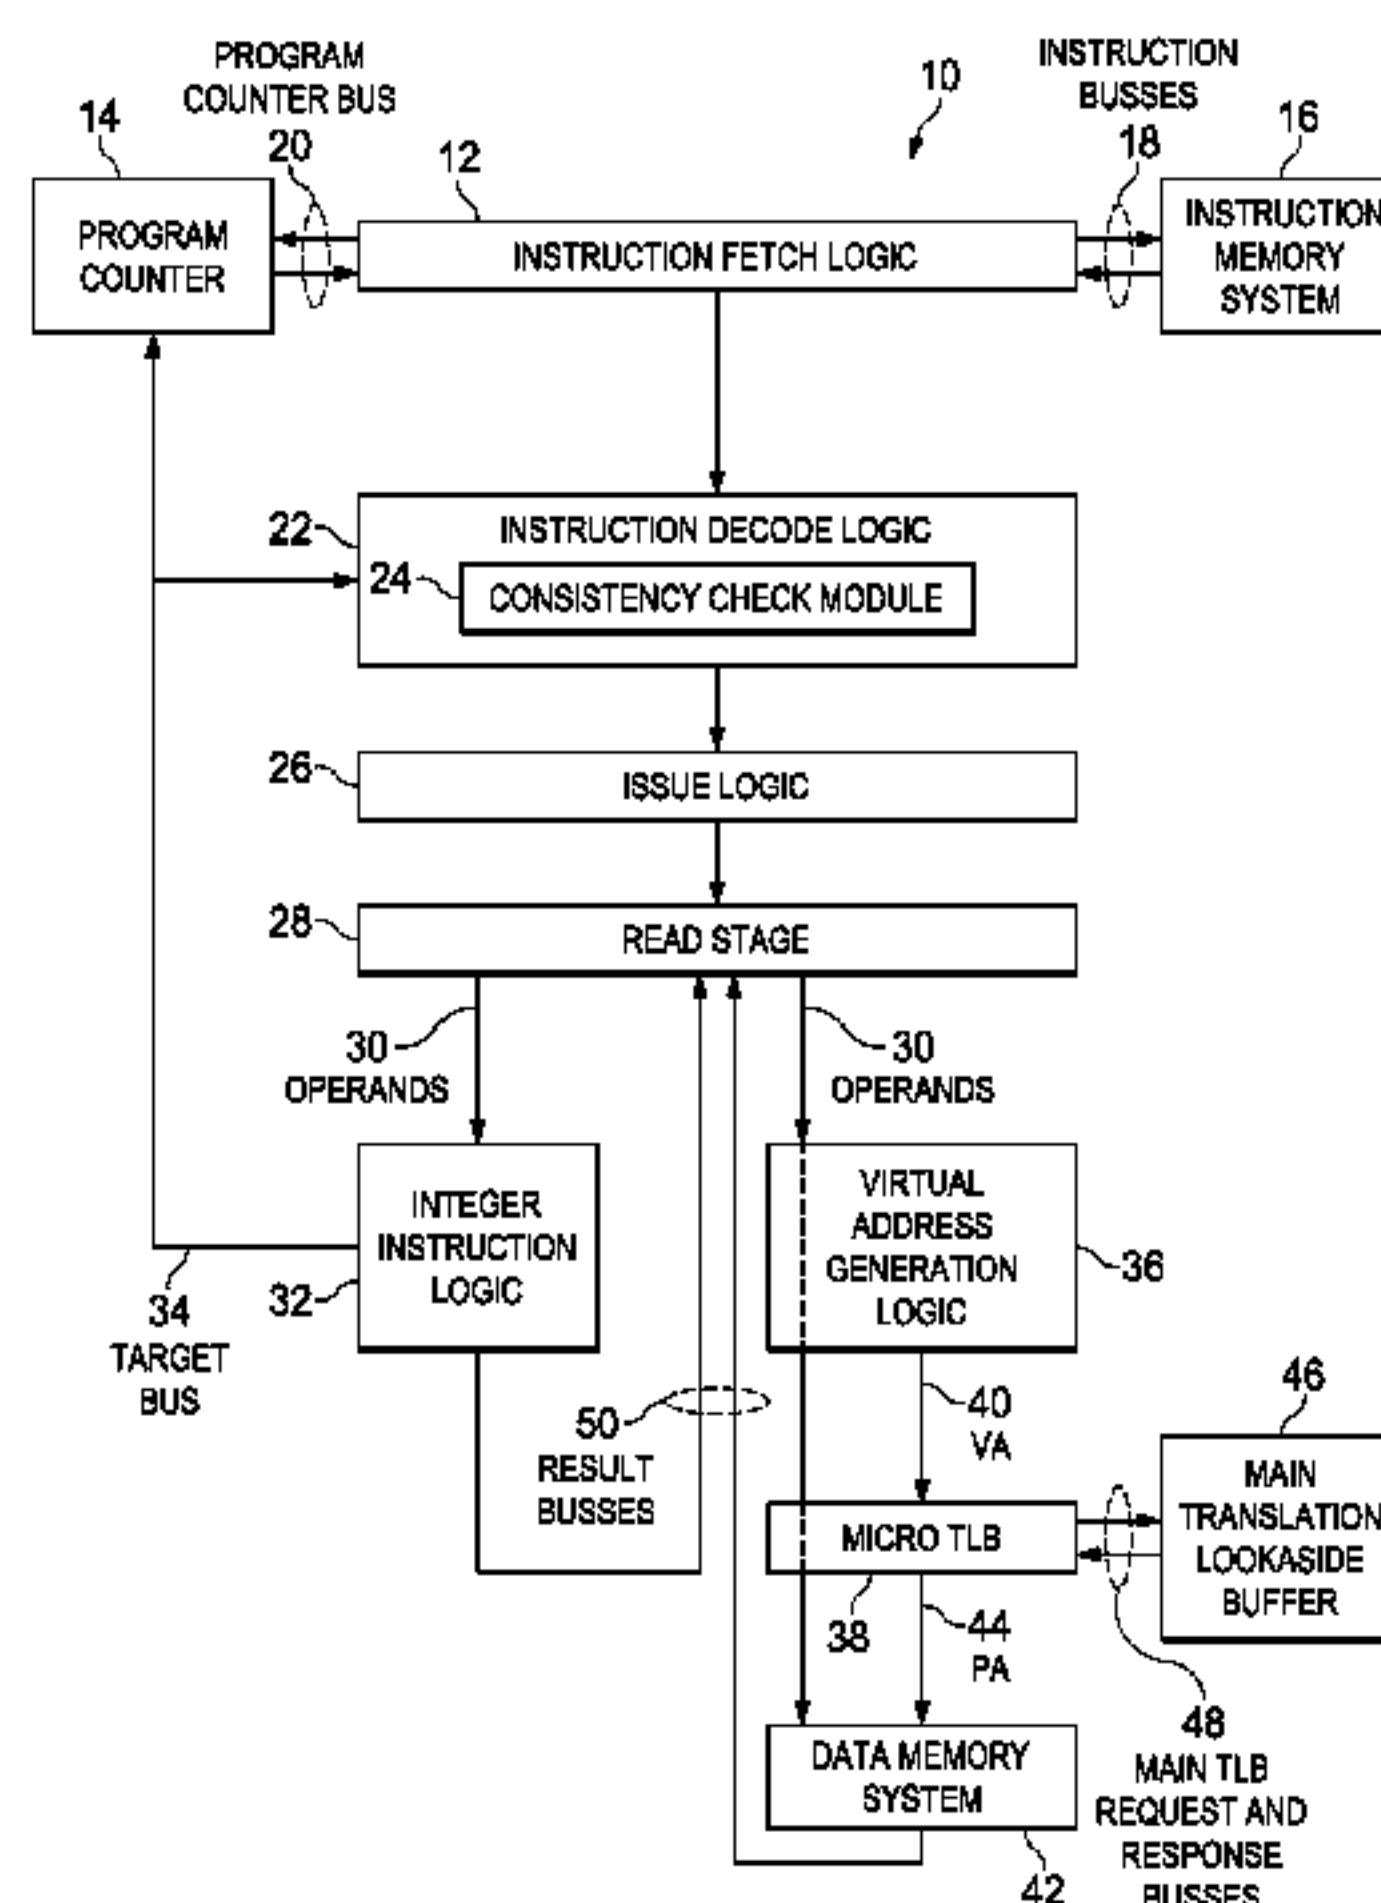 PROGRAM
COUNTER BUS
20
INSTRUCTION
BUSSES
18
10
14
12
16
PROGRAM
COUNTER
INSTRUCTION FETCH LOGIC
INSTRUCTION
MEMORY
SYSTEM
22
INSTRUCTION DECODE LOGIC
24
CONSISTENCY CHECK MODULE
26
ISSUE LOGIC
28
READ STAGE
30
OPERANDS
30
OPERANDS
INTEGER
INSTRUCTION
LOGIC
32
VIRTUAL
ADDRESS
GENERATION
LOGIC
36
34
TARGET
BUS
50
RESULT
BUSSES
40
VA
46
MAIN
TRANSLATION
LOOKASIDE
BUFFER
MICRO TLB
38
44
PA
48
MAIN TLB
REQUEST AND
RESPONSE
BUSSES
DATA MEMORY
SYSTEM
42